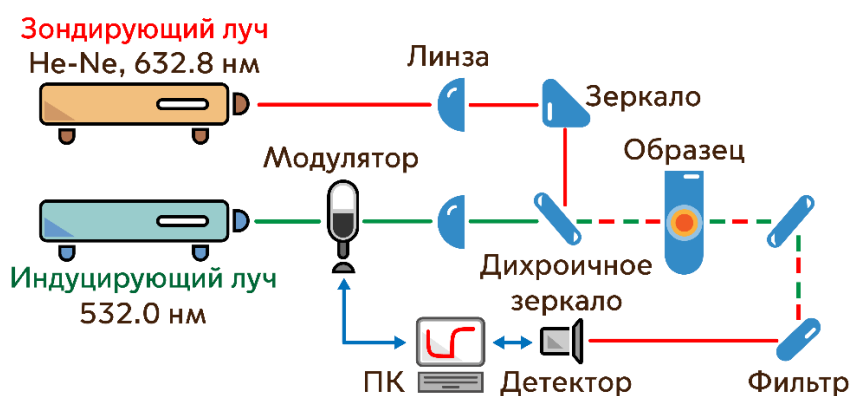 Зондирующий луч
He-Ne, 632.8 нм
Линза
Зеркало
Модулятор
Образец
Индуцирующий луч
532.0 нм
Дихроичное
зеркало
ПК
Детектор
Фильтр